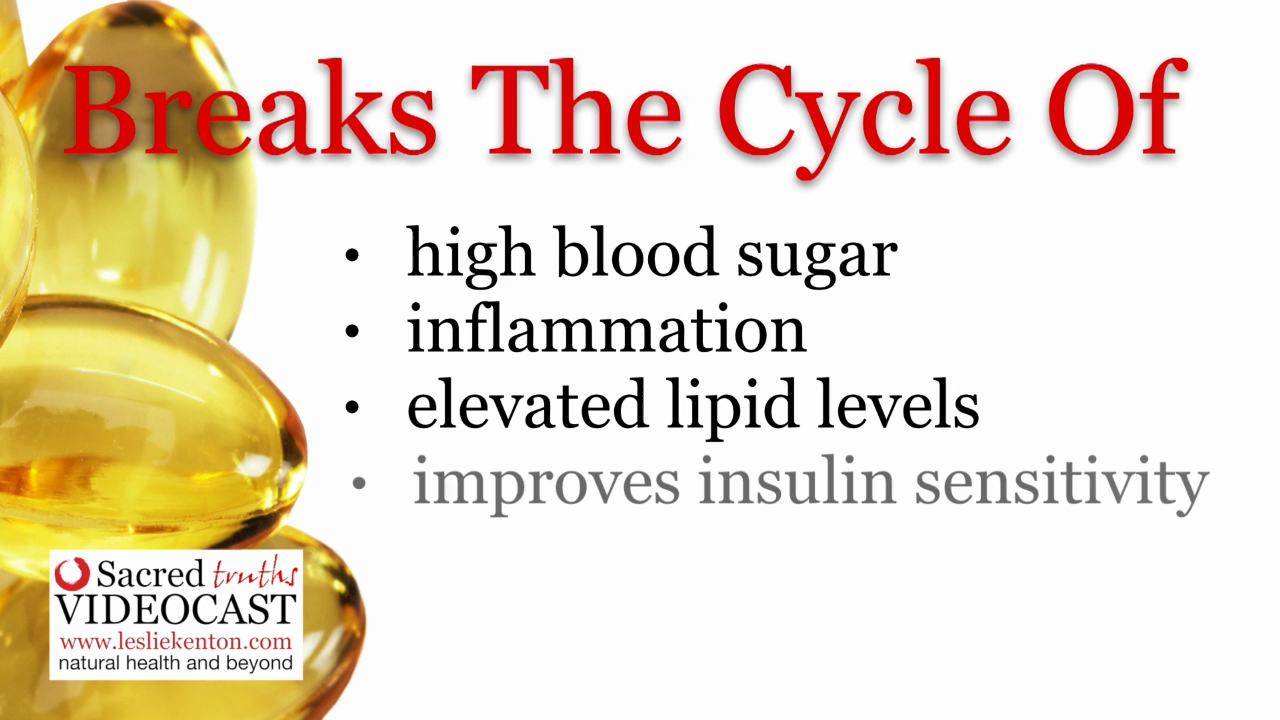 Breaks The Cycle Of
• high blood sugar
• inflammation
• elevated lipid levels
• improves insulin sensitivity
Sacred truths
VIDEOCAST
www.lesliekenton.com
natural health and beyond